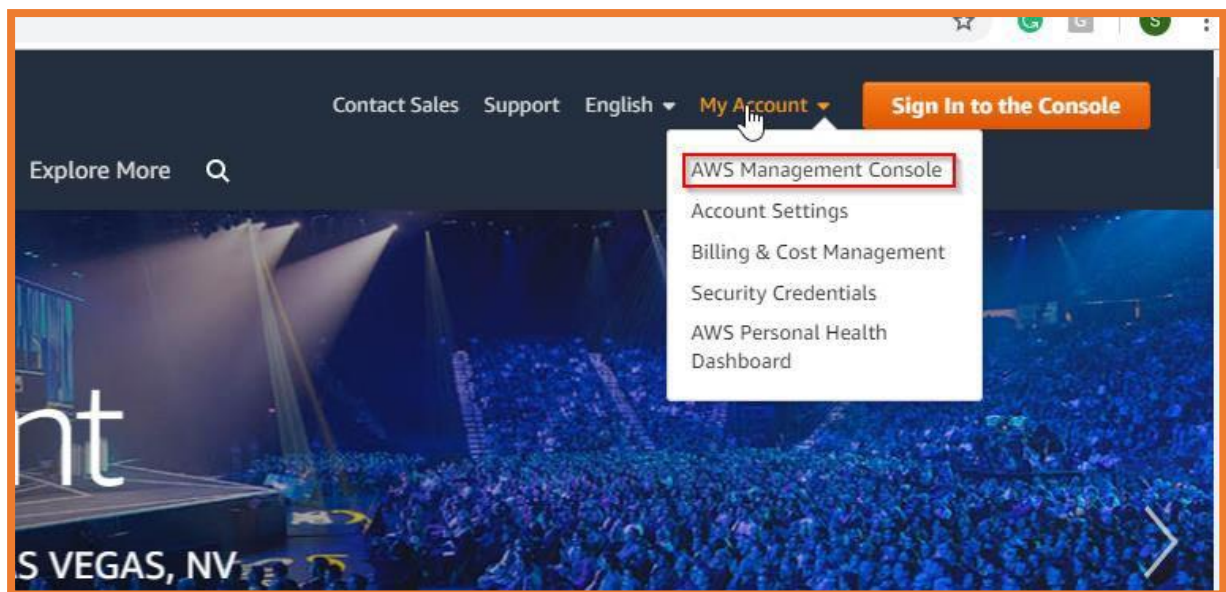 G S
Contact Sales Support English My Account Sign In to the Console
Explore More
AWS Management Console
Account Settings
Billing & Cost Management
Security Credentials
AWS Personal Health
Dashboard
nt
S VEGAS, NV